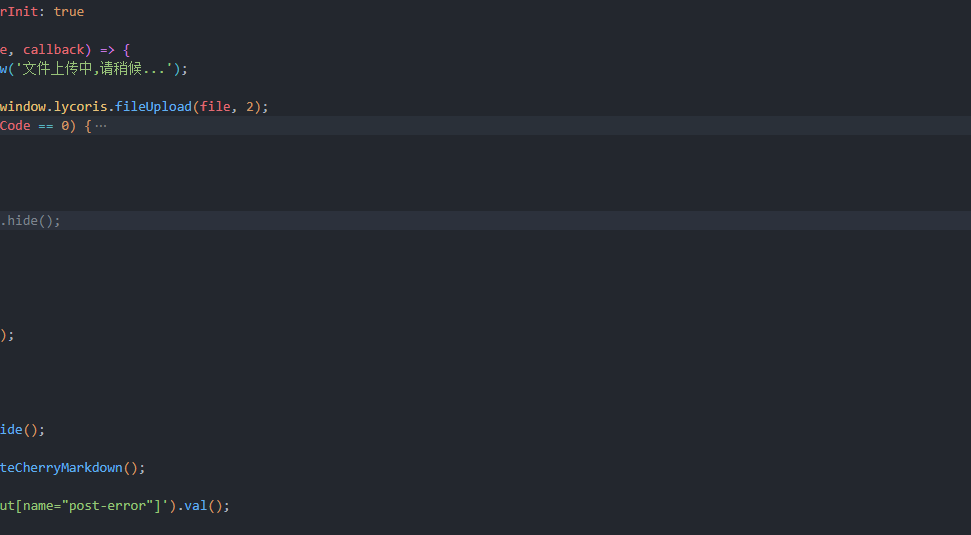 rInit: true
e, callback) => {
w('文件上传中,请稍候...');
window.lycoris.fileUpload(file, 2);
Code == 0) {⋯
.hide();
);
ide();
teCherryMarkdown();
ut[name="post-error"]').val();